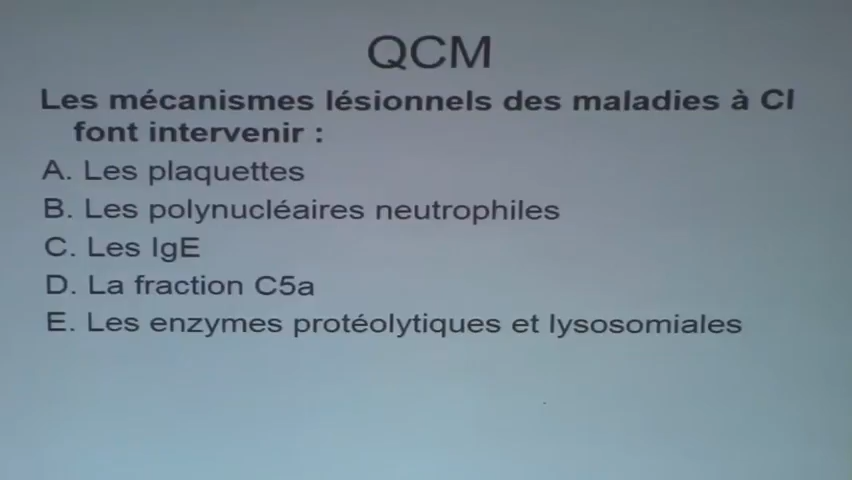 QCM
Les mécanismes lésionnels des maladies à CI
font intervenir :
A. Les plaquettes
B. Les polynucléaires neutrophiles
C. Les IgE
D. La fraction C5a
E. Les enzymes protéolytiques et lysosomiales